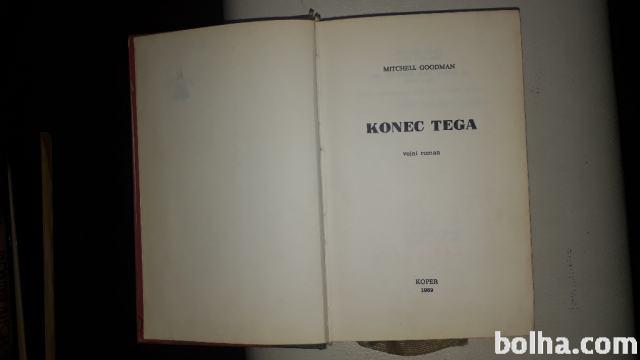 MITCHELL GOODMAN
KONEC TEGA
vojni roman
KOPER
1969
bolha.com